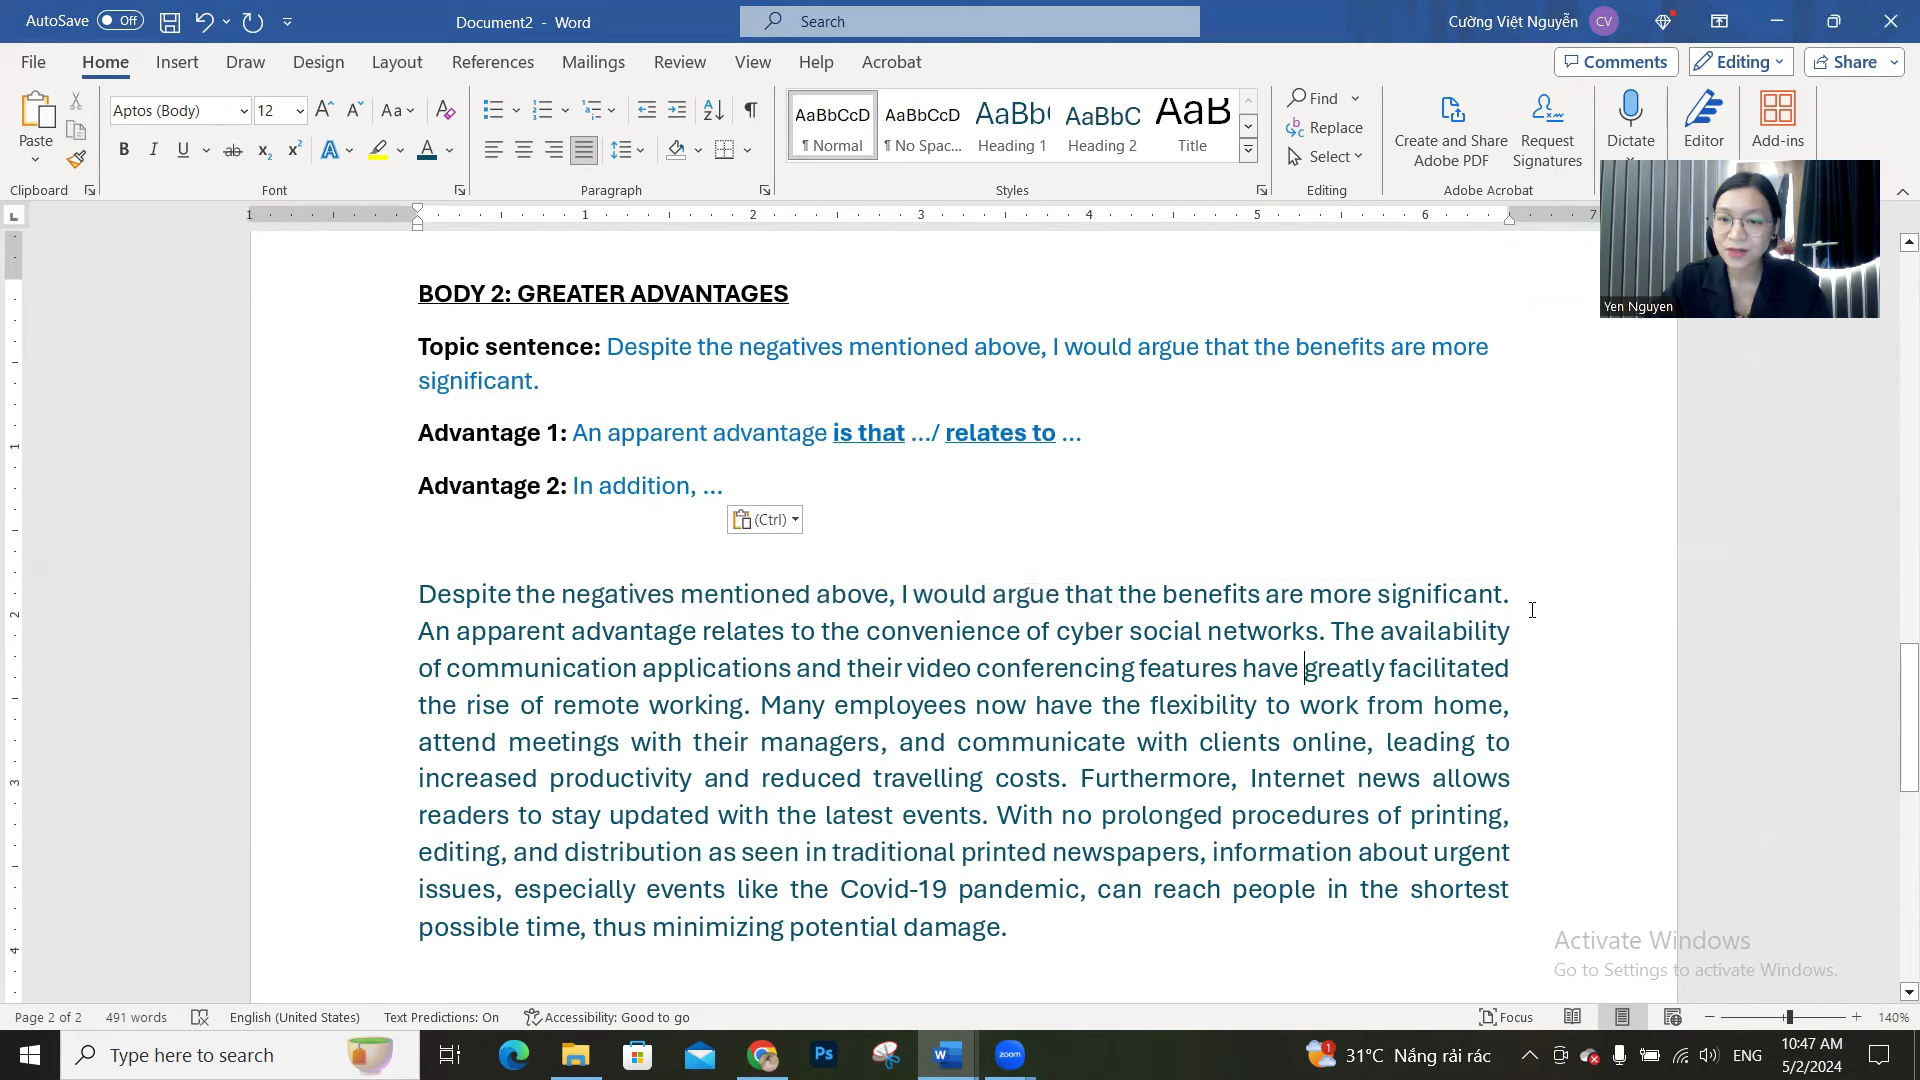 AutoSave Off Document2 - Word Search Cường Việt Nguyễn CV
File Home Insert Draw Design Layout References Mailings Review View Help Acrobat Comments Editing Share
Paste Aptos (Body) 12 Aa AaBbCcD ¶ Normal AaBbCcD ¶ No Spac... AaBb( Heading 1 AaBbC Heading 2 AaB Title Find Replace Select Create and Share Adobe PDF Request Signatures Dictate Editor Add-ins
Clipboard Font Paragraph Styles Editing Adobe Acrobat
1 1 2 3 4 5 6 7
Yen Nguyen
BODY 2: GREATER ADVANTAGES
Topic sentence: Despite the negatives mentioned above, I would argue that the benefits are more
significant.
Advantage 1: An apparent advantage is that .../ relates to ...
Advantage 2: In addition, ...
(Ctrl)
Despite the negatives mentioned above, I would argue that the benefits are more significant.
An apparent advantage relates to the convenience of cyber social networks. The availability
of communication applications and their video conferencing features have greatly facilitated
the rise of remote working. Many employees now have the flexibility to work from home,
attend meetings with their managers, and communicate with clients online, leading to
increased productivity and reduced travelling costs. Furthermore, Internet news allows
readers to stay updated with the latest events. With no prolonged procedures of printing,
editing, and distribution as seen in traditional printed newspapers, information about urgent
issues, especially events like the Covid-19 pandemic, can reach people in the shortest
possible time, thus minimizing potential damage.
Activate Windows
Go to Settings to activate Windows.
Page 2 of 2 491 words English (United States) Text Predictions: On Accessibility: Good to go Focus 140%
Type here to search Ps W zoom 1 31°C Nắng rải rác ENG 10:47 AM
5/2/2024